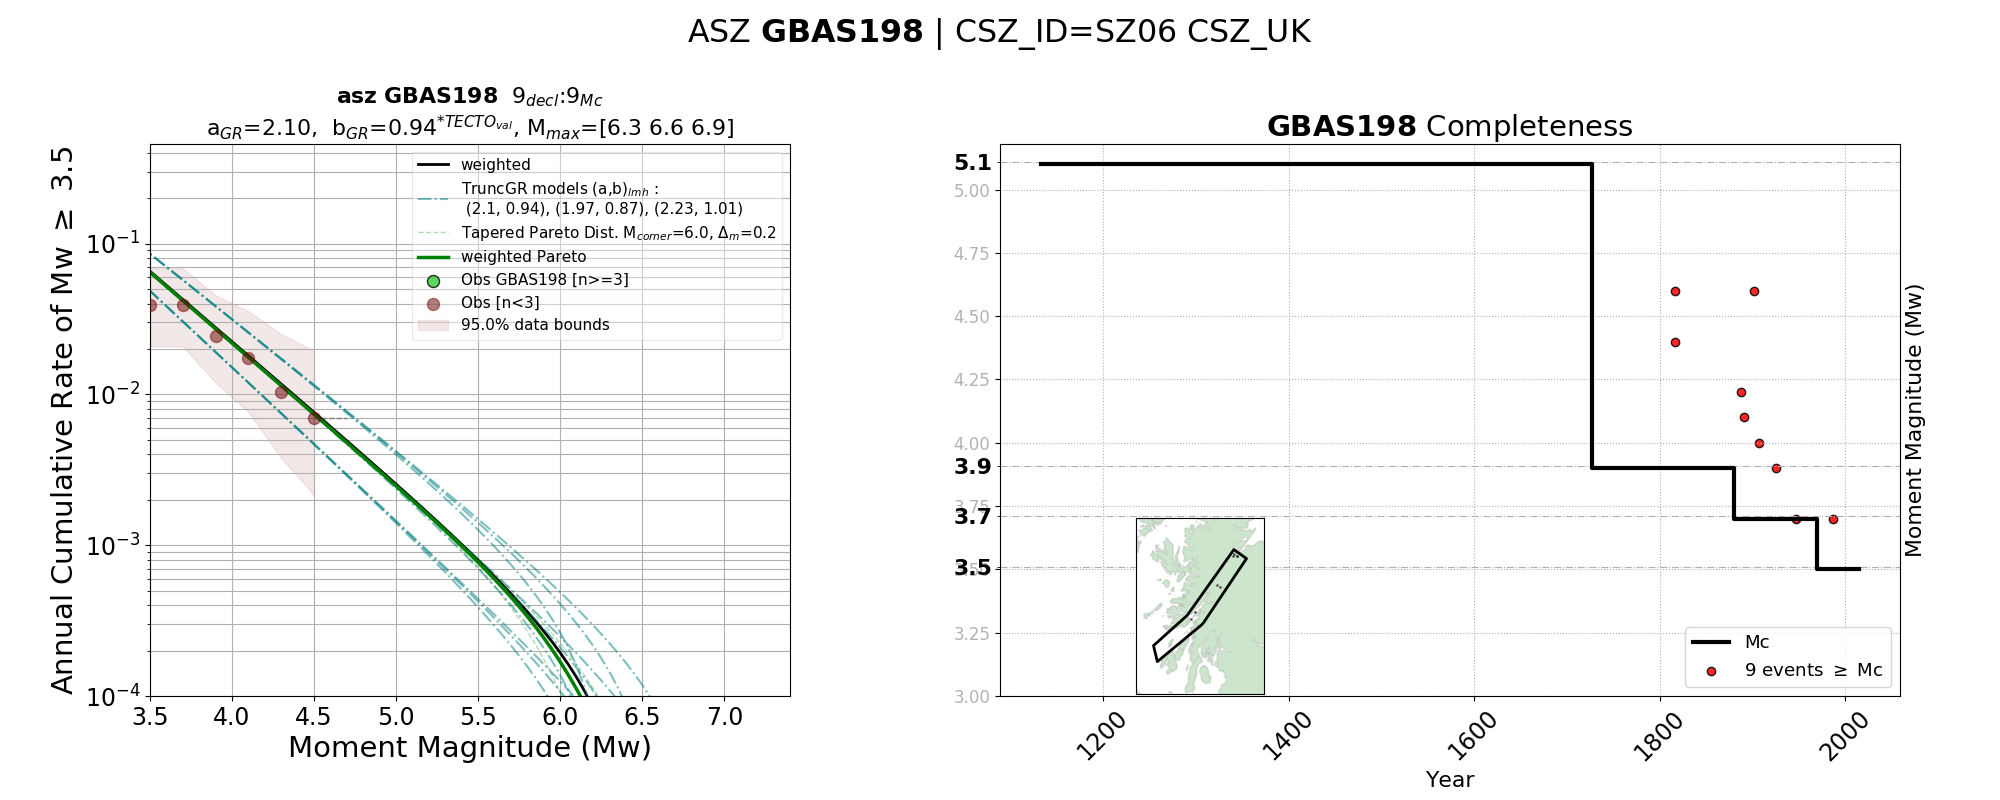 ASZ GBAS198 | CSZ_ID=SZ06 CSZ_UK
asz GBAS198 9decl:9Mc
aGR=2.10, bGR=0.94*TECTOval, Mmax=[6.3 6.6 6.9]
Annual Cumulative Rate of Mw ≥ 3.5
10−1
10−2
10−3
10−4
weighted
TruncGR models (a,b)lmh :
(2.1, 0.94), (1.97, 0.87), (2.23, 1.01)
Tapered Pareto Dist. Mcorner=6.0, Δm=0.2
weighted Pareto
Obs GBAS198 [n>=3]
Obs [n<3]
95.0% data bounds
3.5 4.0 4.5 5.0 5.5 6.0 6.5 7.0
Moment Magnitude (Mw)
GBAS198 Completeness
5.1
5.00
4.75
4.50
4.25
4.00
3.9
3.75
3.7
3.5
3.25
3.00
Moment Magnitude (Mw)
Mc
9 events ≥ Mc
1200 1400 1600 1800 2000
Year